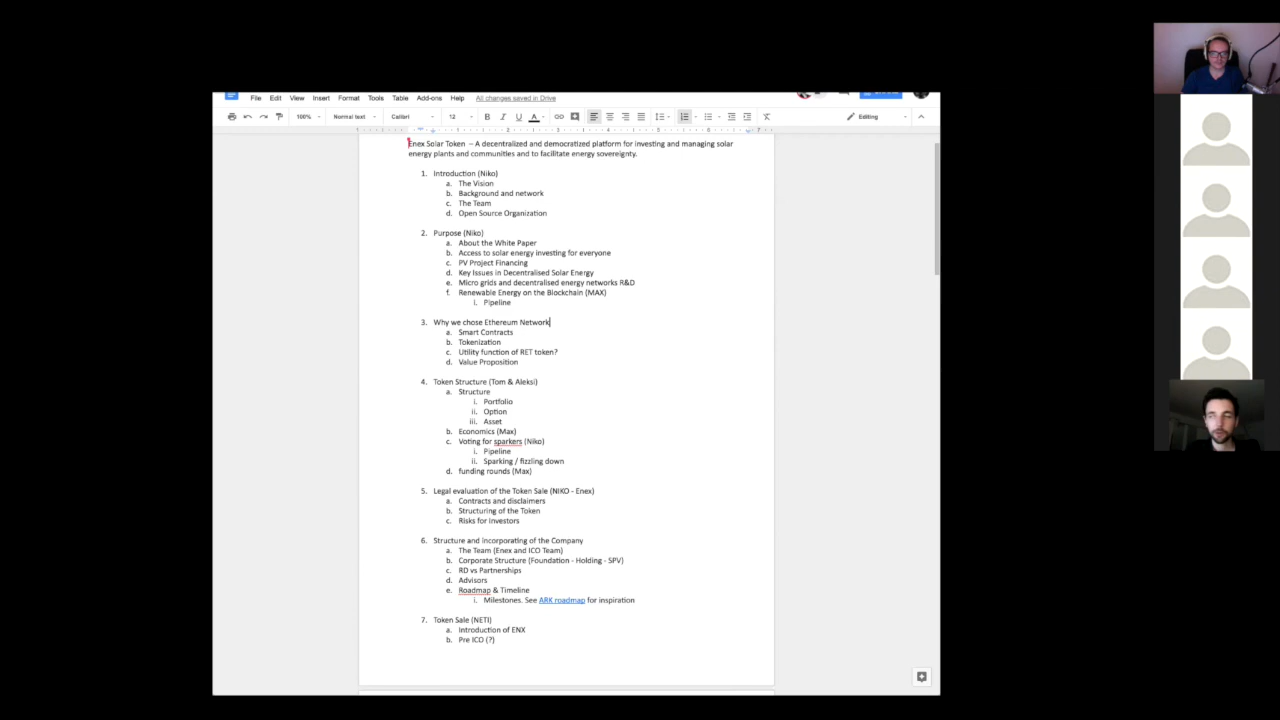 File Edit View Insert Format Tools Table Add-ons Help All changes saved in Drive
100% Normal text Calibri 12 B I U A Editing
Enex Solar Token – A decentralized and democratized platform for investing and managing solar
energy plants and communities and to facilitate energy sovereignty.
1. Introduction (Niko)
a. The Vision
b. Background and network
c. The Team
d. Open Source Organization
2. Purpose (Niko)
a. About the White Paper
b. Access to solar energy investing for everyone
c. PV Project Financing
d. Key Issues in Decentralised Solar Energy
e. Micro grids and decentralised energy networks R&D
f. Renewable Energy on the Blockchain (MAX)
i. Pipeline
3. Why we chose Ethereum Network
a. Smart Contracts
b. Tokenization
c. Utility function of RET token?
d. Value Proposition
4. Token Structure (Tom & Aleksi)
a. Structure
i. Portfolio
ii. Option
iii. Asset
b. Economics (Max)
c. Voting for sparkers (Niko)
i. Pipeline
ii. Sparking / fizzling down
d. funding rounds (Max)
5. Legal evaluation of the Token Sale (NIKO - Enex)
a. Contracts and disclaimers
b. Structuring of the Token
c. Risks for Investors
6. Structure and incorporating of the Company
a. The Team (Enex and ICO Team)
b. Corporate Structure (Foundation - Holding - SPV)
c. RD vs Partnerships
d. Advisors
e. Roadmap & Timeline
i. Milestones. See ARK roadmap for inspiration
7. Token Sale (NETI)
a. Introduction of ENX
b. Pre ICO (?)